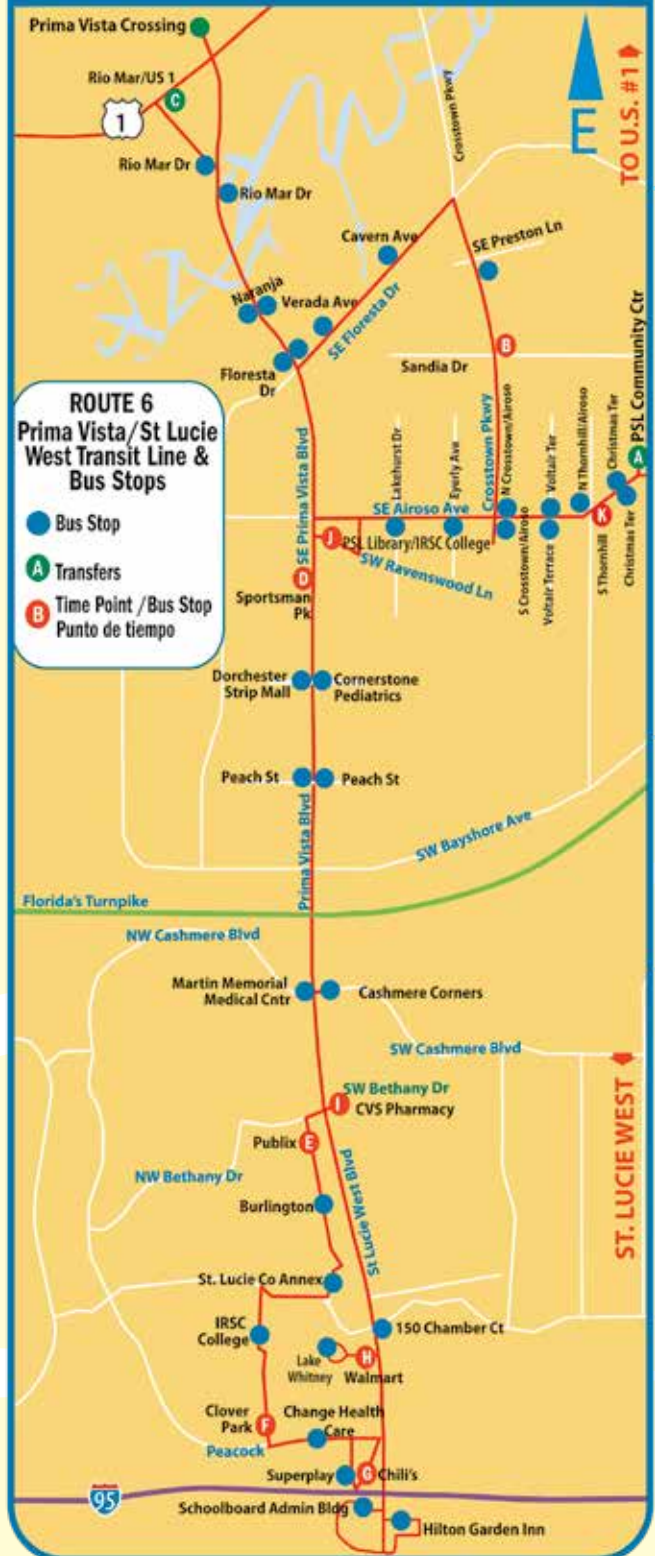 Prima Vista Crossing
Rio Mar/US 1
C
1
Rio Mar Dr
Rio Mar Dr
Crosstown Pkwy
E
TO U.S. #1
Cavern Ave
SE Preston Ln
Naranja
Verada Ave
SE Floresta Dr
Floresta
Dr
B
Sandia Dr
ROUTE 6
Prima Vista/St Lucie
West Transit Line &
Bus Stops
Bus Stop
A Transfers
B Time Point /Bus Stop
Punto de tiempo
SE Prima Vista Blvd
Lakehurst Dr
Eyerly Ave
Crosstown Pkwy
N Crosstown/Airoso
Voltair Ter
N Thornhill/Airoso
Christmas Ter
A
PSL Community Ctr
SE Airoso Ave
J
PSL Library/IRSC College
SW Ravenswood Ln
S Crosstown/Airoso
Voltair Terrace
K
S Thornhill
Christmas Ter
D
Sportsman
Pk
Dorchester
Strip Mall
Cornerstone
Pediatrics
Peach St
Peach St
Prima Vista Blvd
SW Bayshore Ave
Florida's Turnpike
NW Cashmere Blvd
Martin Memorial
Medical Cntr
Cashmere Corners
SW Cashmere Blvd
SW Bethany Dr
I
CVS Pharmacy
Publix
E
NW Bethany Dr
Burlington
St Lucie West Blvd
ST. LUCIE WEST
St. Lucie Co Annex
IRSC
College
150 Chamber Ct
Lake
Whitney
H
Walmart
Clover
Park
F
Change Health
Care
Peacock
Superplay
G
Chili's
95
Schoolboard Admin Bldg
Hilton Garden Inn